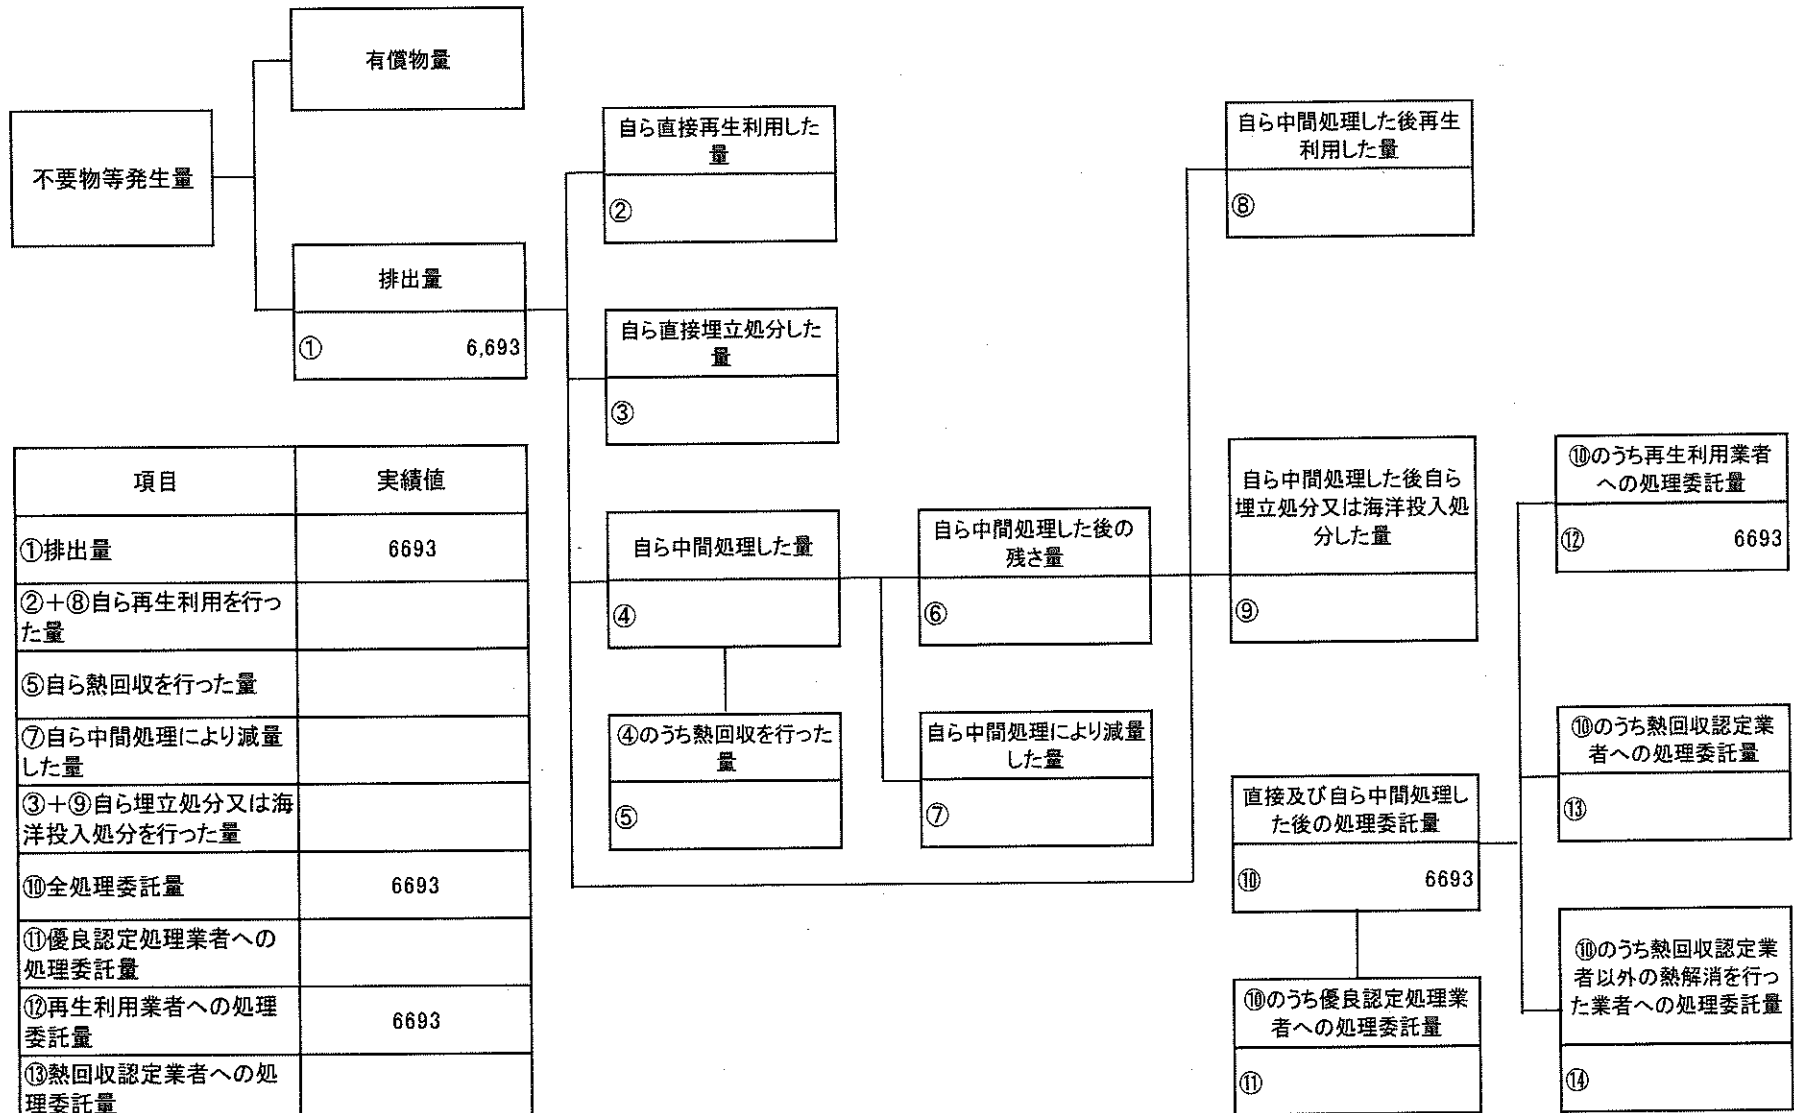 有償物量
不要物等発生量
排出量
① 6,693
自ら直接再生利用した
量
②
自ら直接埋立処分した
量
③
自ら中間処理した量
④
④のうち熱回収を行った
量
⑤
自ら中間処理した後の
残さ量
⑥
自ら中間処理により減量
した量
⑦
自ら中間処理した後再生
利用した量
⑧
自ら中間処理した後自ら
埋立処分又は海洋投入処
分した量
⑨
直接及び自ら中間処理し
た後の処理委託量
⑩ 6693
⑩のうち優良認定処理業
者への処理委託量
⑪
⑩のうち再生利用業者
への処理委託量
⑫ 6693
⑩のうち熱回収認定業
者への処理委託量
⑬
⑩のうち熱回収認定業
者以外の熱解消を行っ
た業者への処理委託量
⑭
項目 実績値
①排出量 6693
②+⑧自ら再生利用を行っ
た量
⑤自ら熱回収を行った量
⑦自ら中間処理により減量
した量
③+⑨自ら埋立処分又は海
洋投入処分を行った量
⑩全処理委託量 6693
⑪優良認定処理業者への
処理委託量
⑫再生利用業者への処理
委託量 6693
⑬熱回収認定業者への処
理委託量